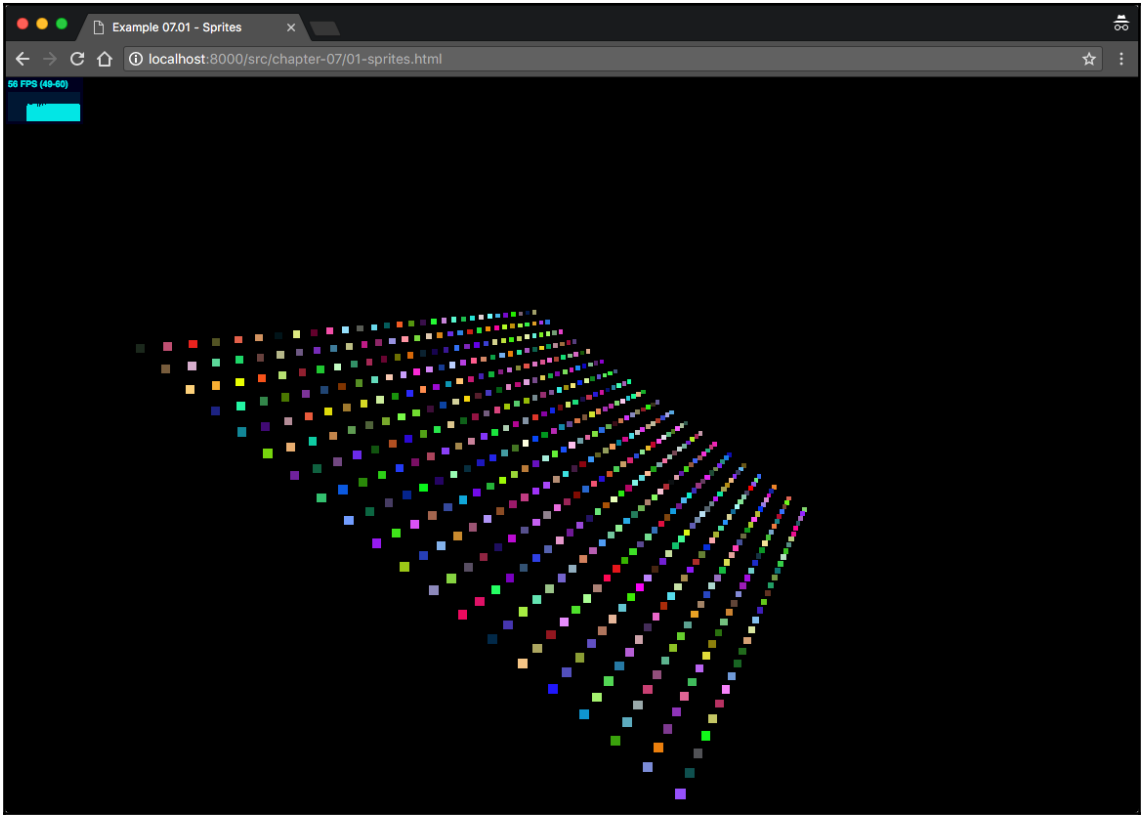 Example 07.01 - Sprites
localhost:8000/src/chapter-07/01-sprites.html
56 FPS (49-60)